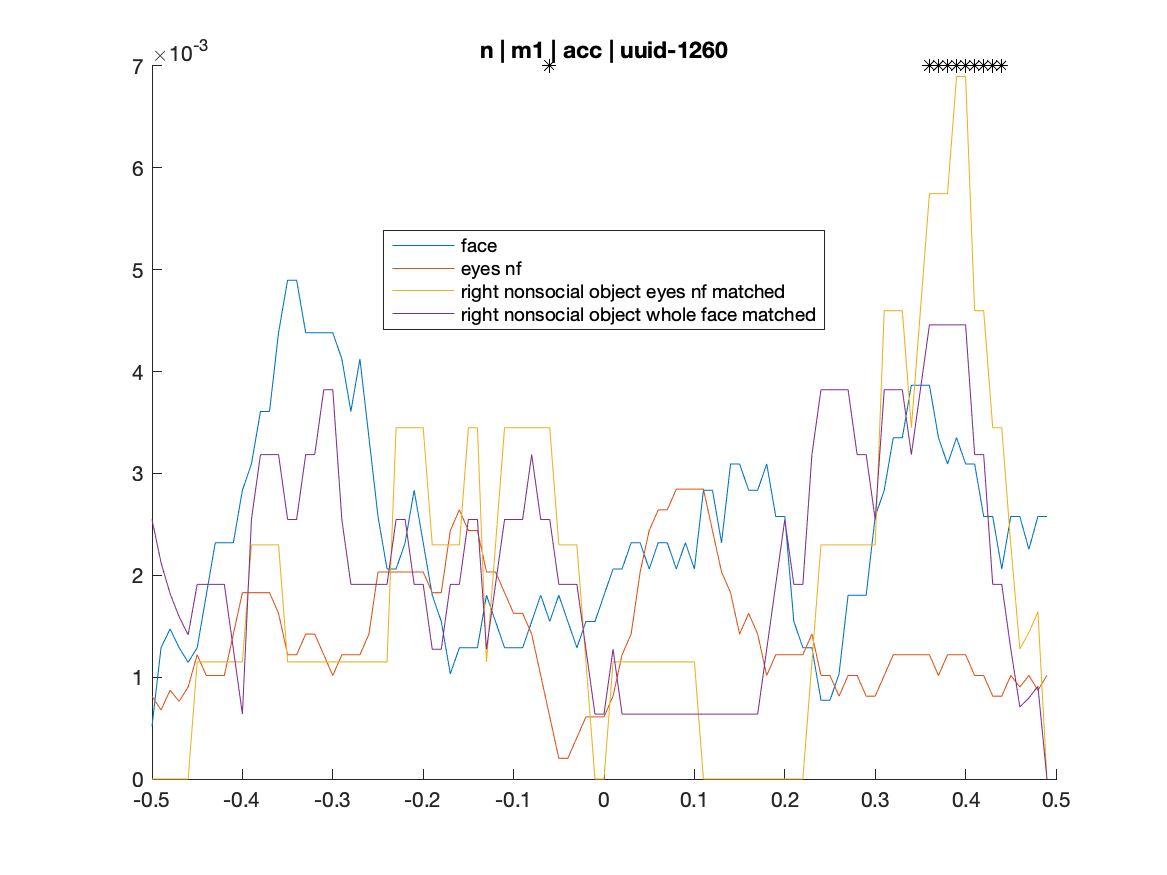 n | m1 | acc | uuid-1260
×10-3
7
6
5
4
3
2
1
0
face
eyes nf
right nonsocial object eyes nf matched
right nonsocial object whole face matched
-0.5 -0.4 -0.3 -0.2 -0.1 0 0.1 0.2 0.3 0.4 0.5